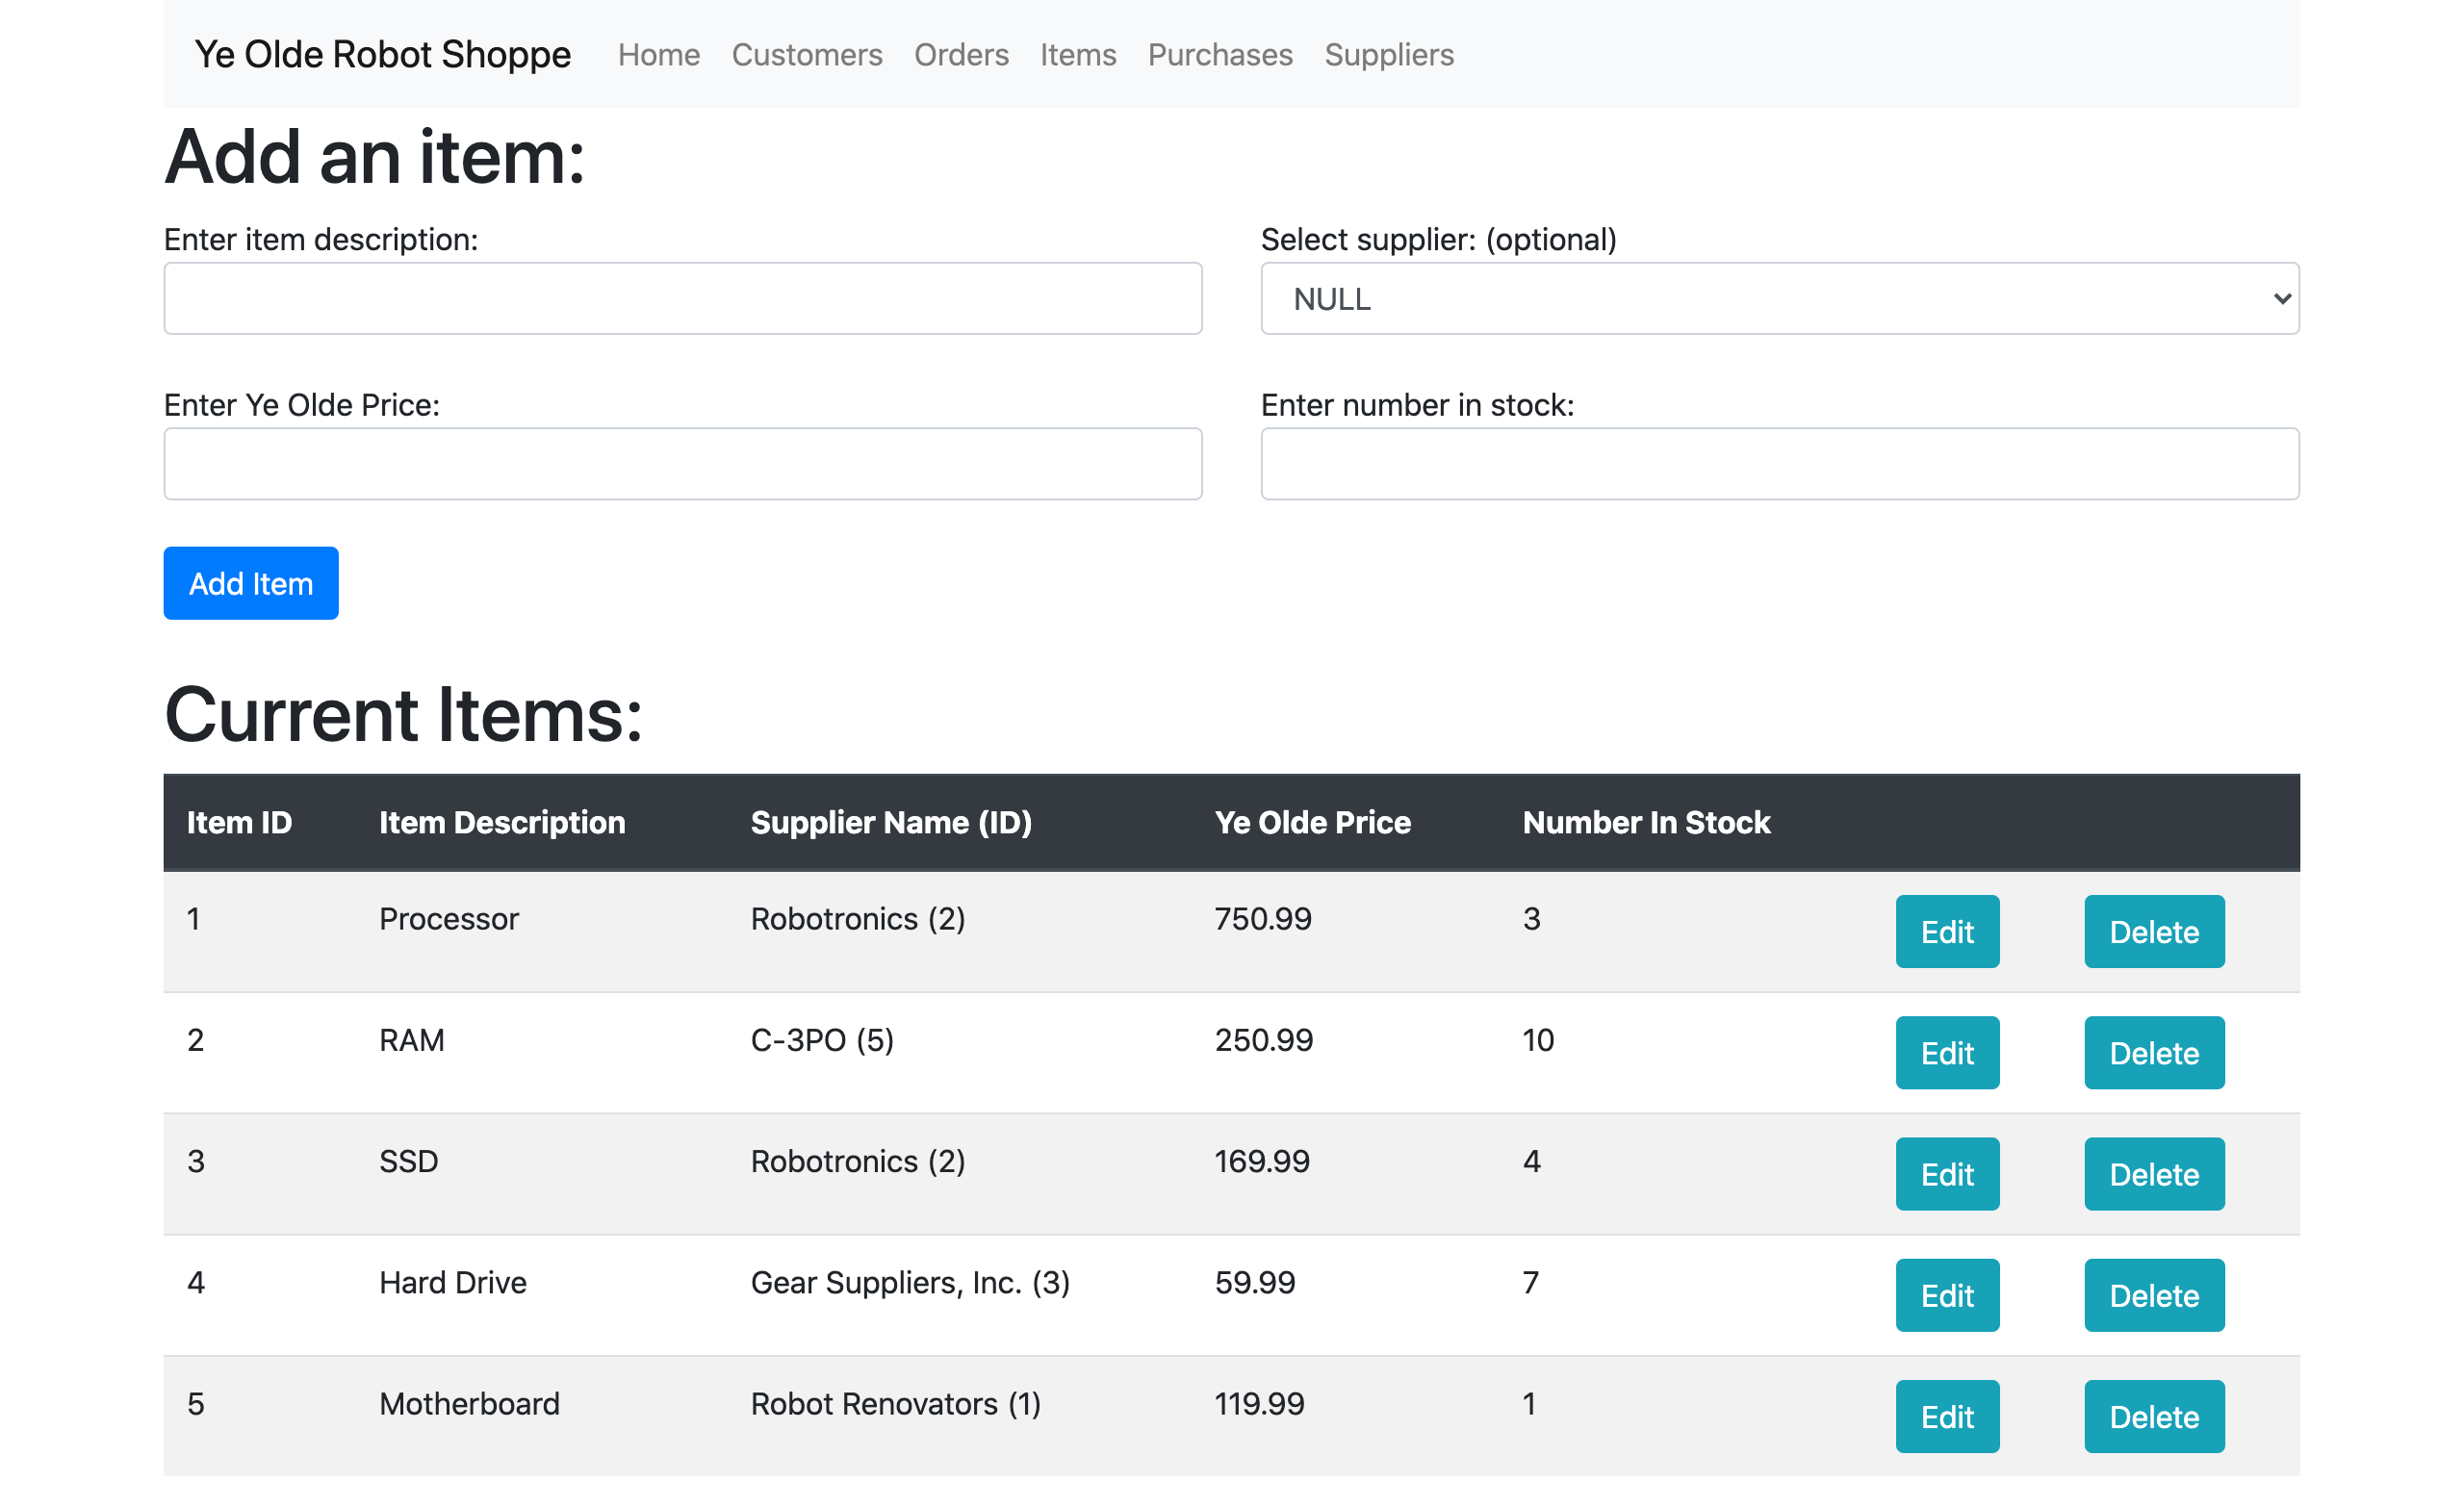 Ye Olde Robot Shoppe Home Customers Orders Items Purchases Suppliers
Add an item:
Enter item description: Select supplier: (optional)
NULL
Enter Ye Olde Price: Enter number in stock:
Add Item
Current Items:
Item ID Item Description Supplier Name (ID) Ye Olde Price Number In Stock
1 Processor Robotronics (2) 750.99 3 Edit Delete
2 RAM C-3PO (5) 250.99 10 Edit Delete
3 SSD Robotronics (2) 169.99 4 Edit Delete
4 Hard Drive Gear Suppliers, Inc. (3) 59.99 7 Edit Delete
5 Motherboard Robot Renovators (1) 119.99 1 Edit Delete